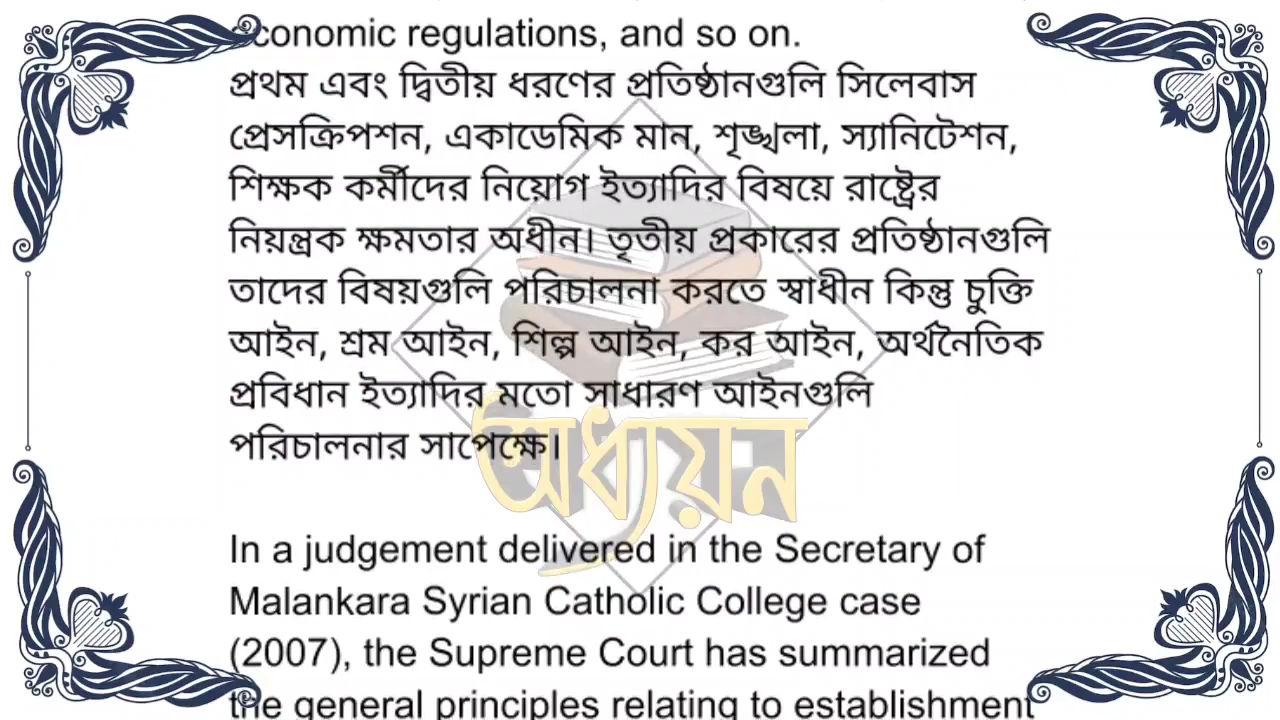 economic regulations, and so on.
প্রথম এবং দ্বিতীয় ধরণের প্রতিষ্ঠানগুলি সিলেবাস
প্রেসক্রিপশন, একাডেমিক মান, শৃঙ্খলা, স্যানিটেশন,
শিক্ষক কর্মীদের নিয়োগ ইত্যাদির বিষয়ে রাষ্ট্রের
নিয়ন্ত্রক ক্ষমতার অধীন। তৃতীয় প্রকারের প্রতিষ্ঠানগুলি
তাদের বিষয়গুলি পরিচালনা করতে স্বাধীন কিন্তু চুক্তি
আইন, শ্রম আইন, শিল্প আইন, কর আইন, অর্থনৈতিক
প্রবিধান ইত্যাদির মতো সাধারণ আইনগুলি
পরিচালনার সাপেক্ষে।
অধ্যয়ন
In a judgement delivered in the Secretary of
Malankara Syrian Catholic College case
(2007), the Supreme Court has summarized
the general principles relating to establishment